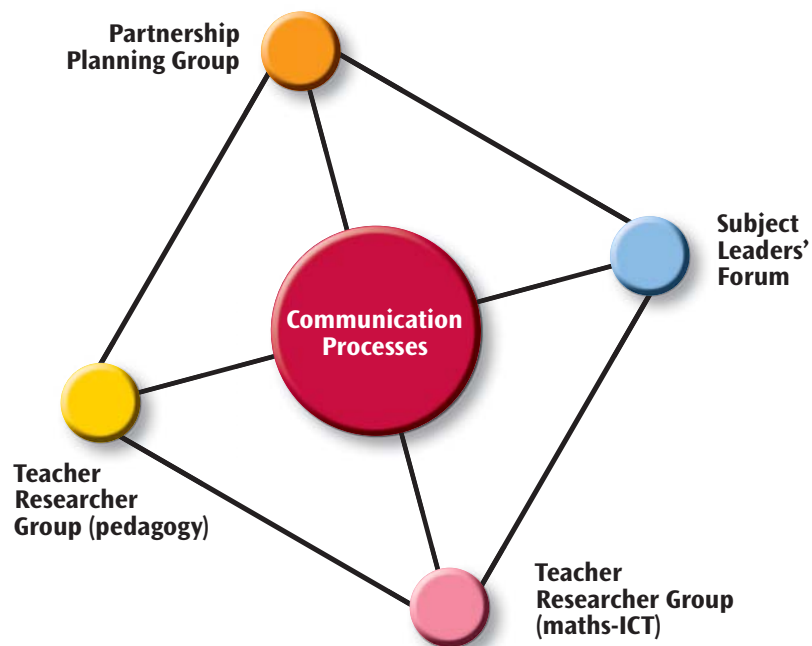 Partnership
Planning Group
Subject
Leaders'
Forum
Communication
Processes
Teacher
Researcher
Group (pedagogy)
Teacher
Researcher Group
(maths-ICT)